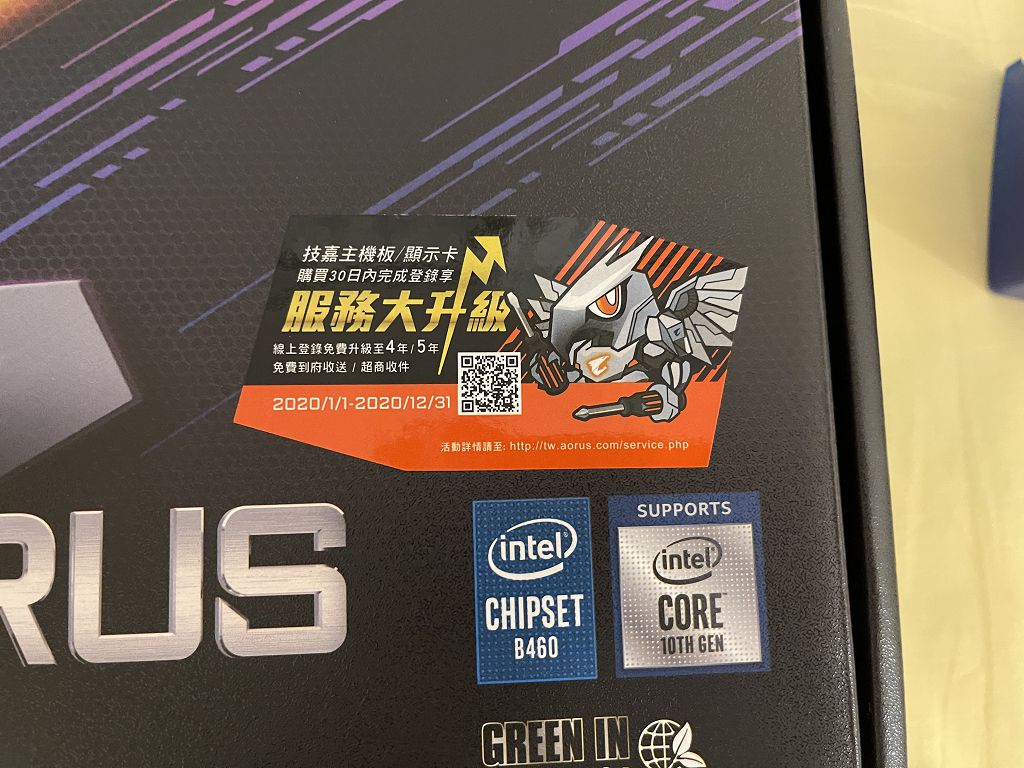 技嘉主機板/顯示卡
購買30日內完成登錄享
服務大升級
線上登錄免費升級至4年/5年
免費到府收送 / 超商收件
2020/1/1-2020/12/31
活動詳情請至: http://tw.aorus.com/service.php
RUS
intel
CHIPSET
B460
SUPPORTS
intel
CORE
10TH GEN
GREEN IN